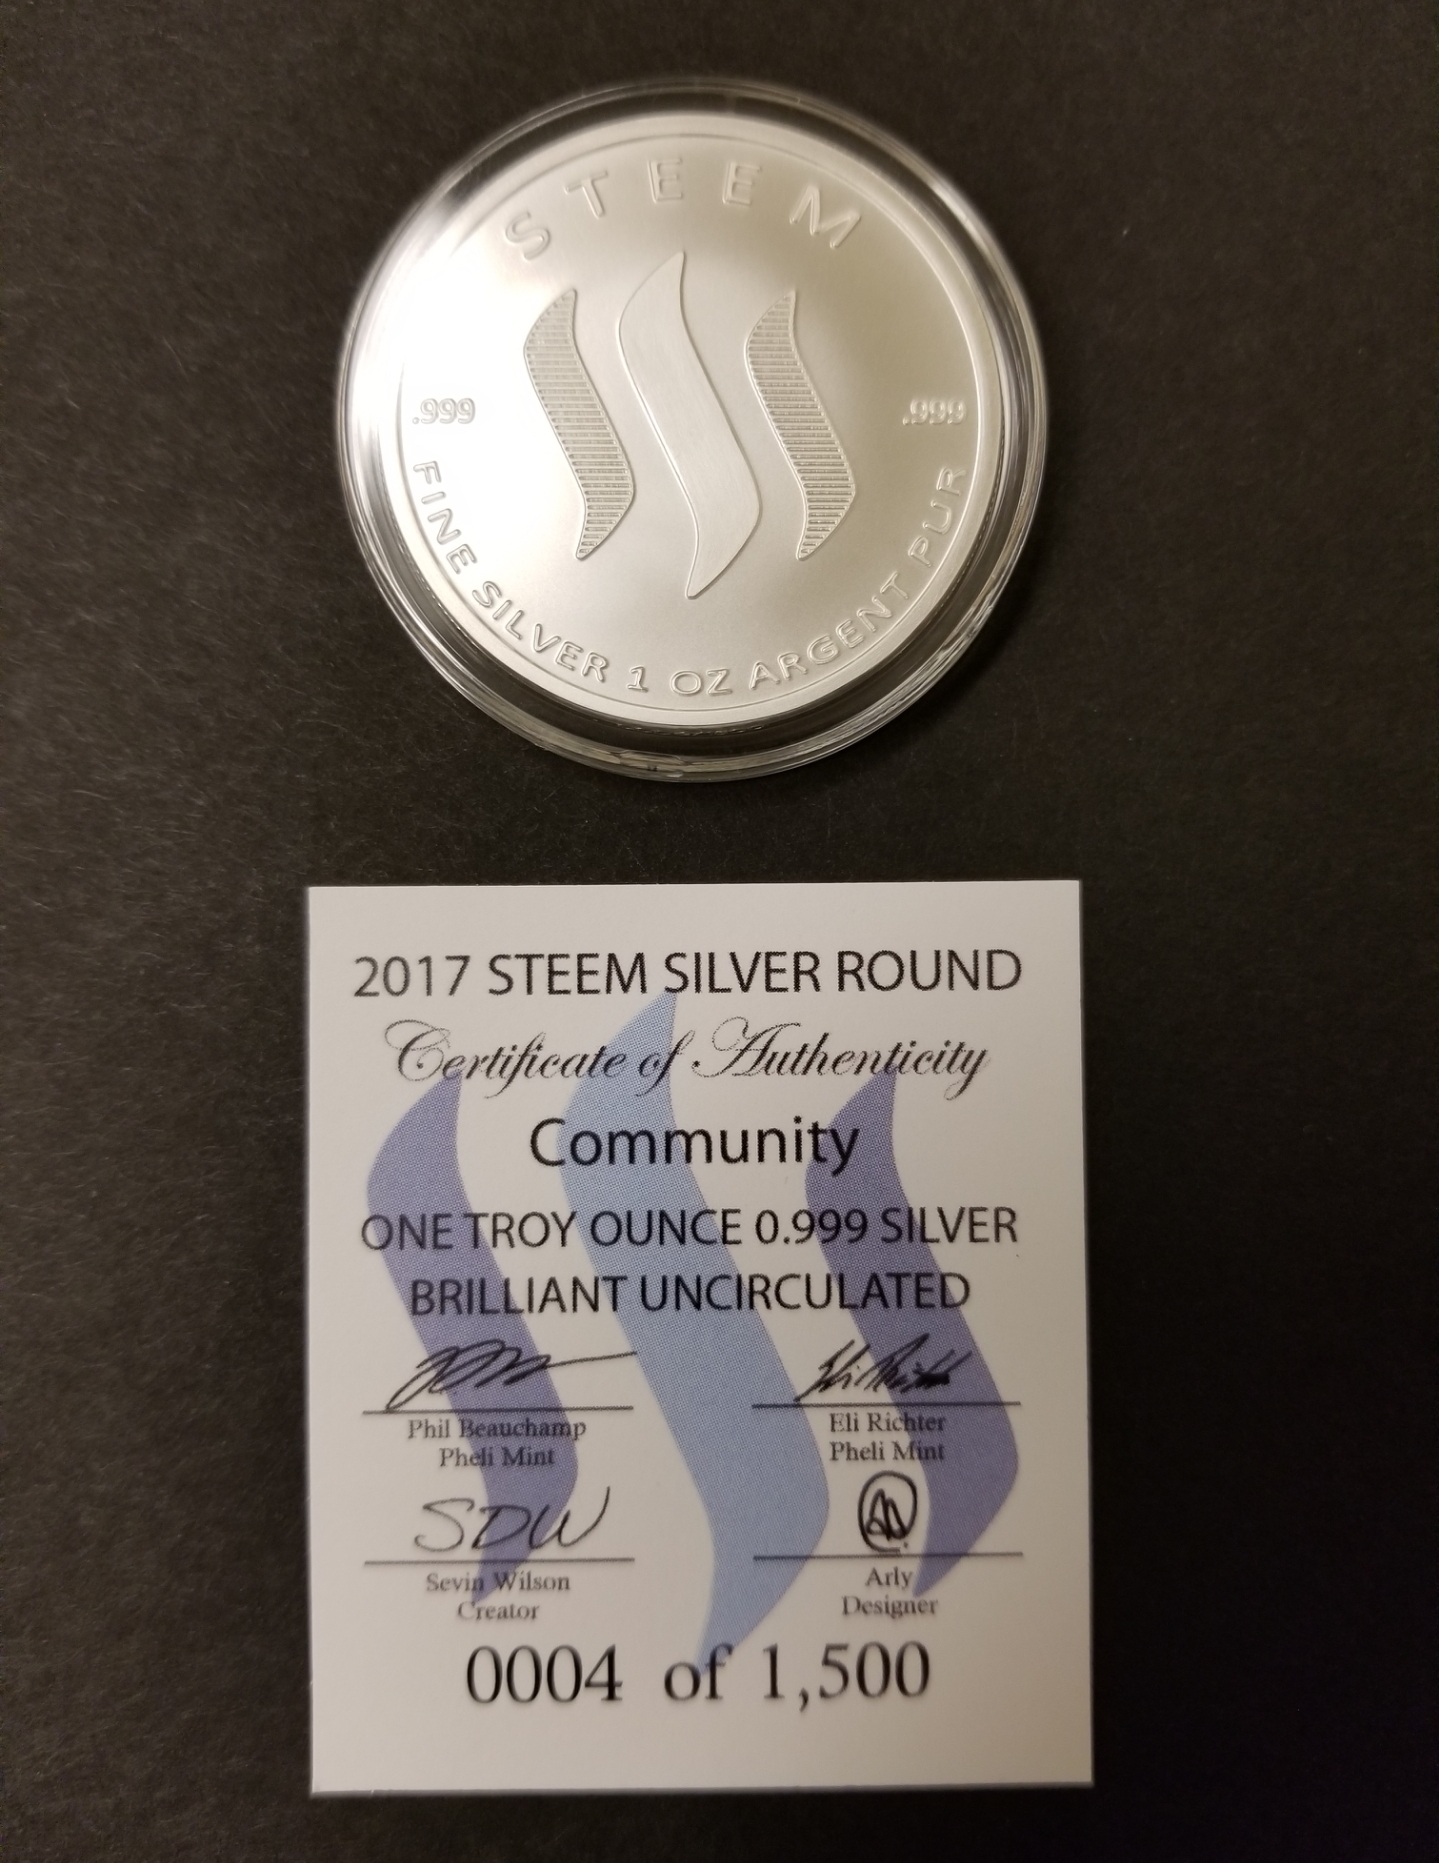 STEEM
.999 .999
FINE SILVER 1 OZ ARGENT PUR
2017 STEEM SILVER ROUND
Certificate of Authenticity
Community
ONE TROY OUNCE 0.999 SILVER
BRILLIANT UNCIRCULATED
Eli Richter
Phil Beauchamp Eli Richter
Pheli Mint Pheli Mint
SDW
Sevin Wilson Arly
Creator Designer
0004 of 1,500